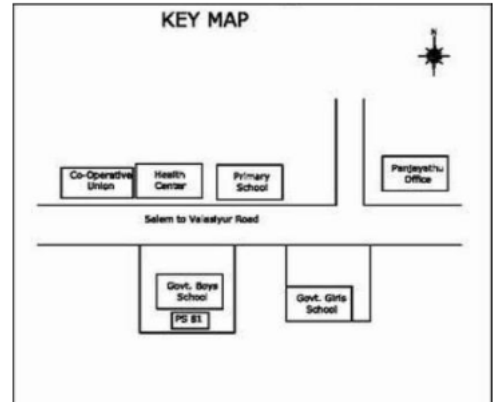 KEY MAP
N
Co-Operative
Union
Health
Center
Primary
School
Panjayathu
Office
Salem to Valasiyur Road
Govt. Boys
School
PS 81
Govt. Girls
School